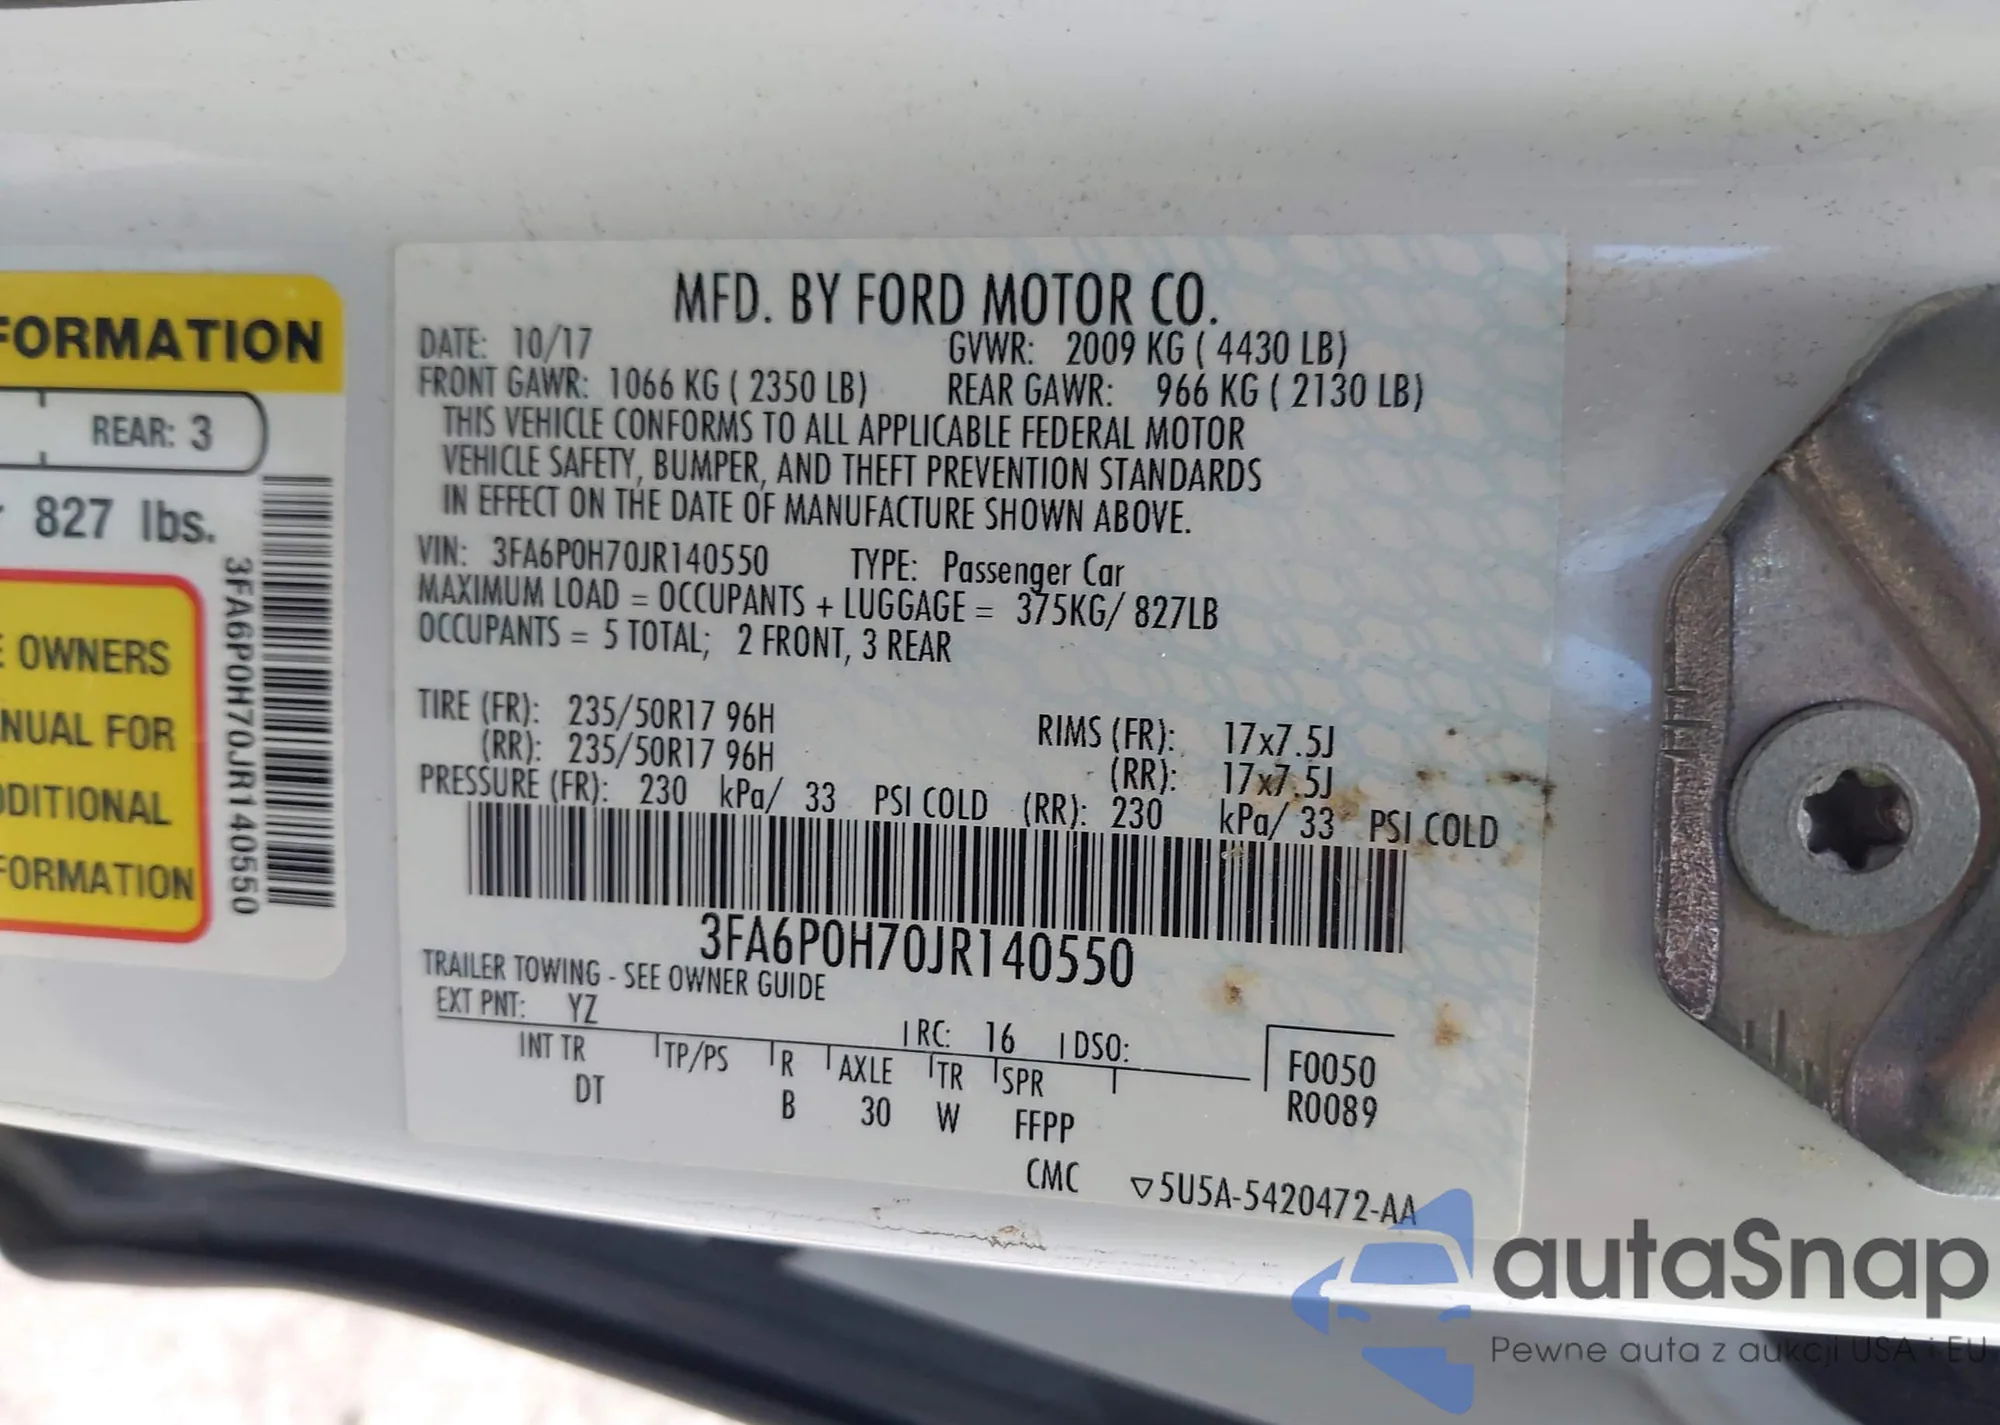 FORMATION
REAR: 3
827 lbs.
OWNERS
NUAL FOR
DDITIONAL
FORMATION
3FA6P0H70JR140550
MFD. BY FORD MOTOR CO.
DATE: 10/17 GVWR: 2009 KG ( 4430 LB)
FRONT GAWR: 1066 KG ( 2350 LB) REAR GAWR: 966 KG ( 2130 LB)
THIS VEHICLE CONFORMS TO ALL APPLICABLE FEDERAL MOTOR
VEHICLE SAFETY, BUMPER, AND THEFT PREVENTION STANDARDS
IN EFFECT ON THE DATE OF MANUFACTURE SHOWN ABOVE.
VIN: 3FA6P0H70JR140550 TYPE: Passenger Car
MAXIMUM LOAD = OCCUPANTS + LUGGAGE = 375KG/ 827LB
OCCUPANTS = 5 TOTAL; 2 FRONT, 3 REAR
TIRE (FR): 235/50R17 96H RIMS (FR): 17x7.5J
(RR): 235/50R17 96H (RR): 17x7.5J
PRESSURE (FR): 230 kPa/ 33 PSI COLD (RR): 230 kPa/ 33 PSI COLD
3FA6P0H70JR140550
TRAILER TOWING - SEE OWNER GUIDE
EXT PNT: YZ RC: 16 DSO:
INT TR TP/PS R AXLE TR SPR F0050
DT B 30 W FFPP R0089
CMC ▽5U5A-5420472-AA
autaSnap
Pewne auta z aukcji USA i EU